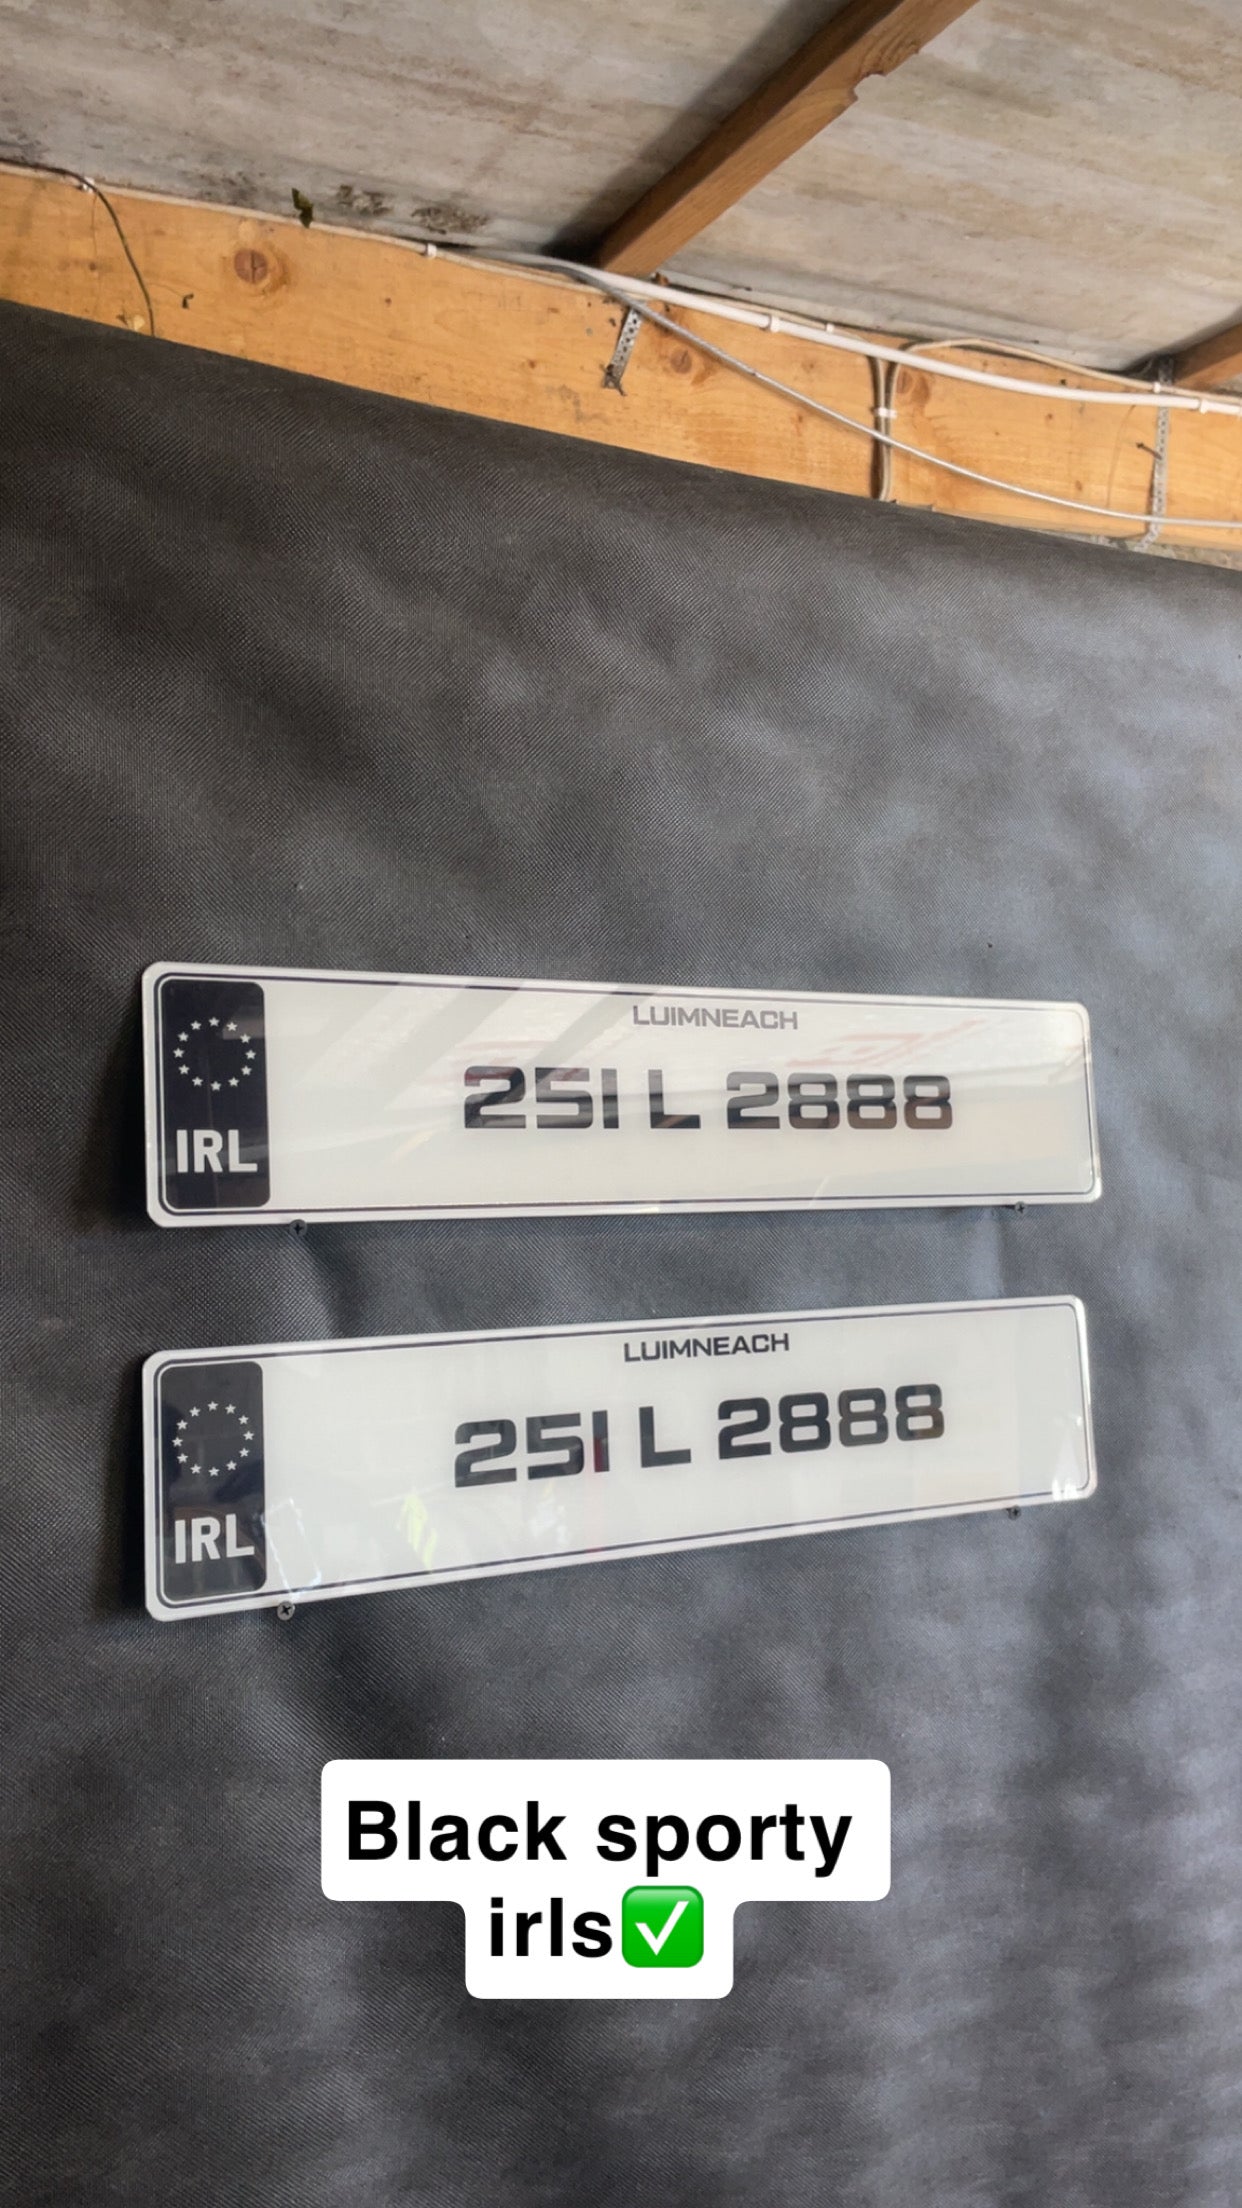 LUIMNEACH
251 L 2888
IRL
LUIMNEACH
251 L 2888
IRL
Black sporty
irls✅